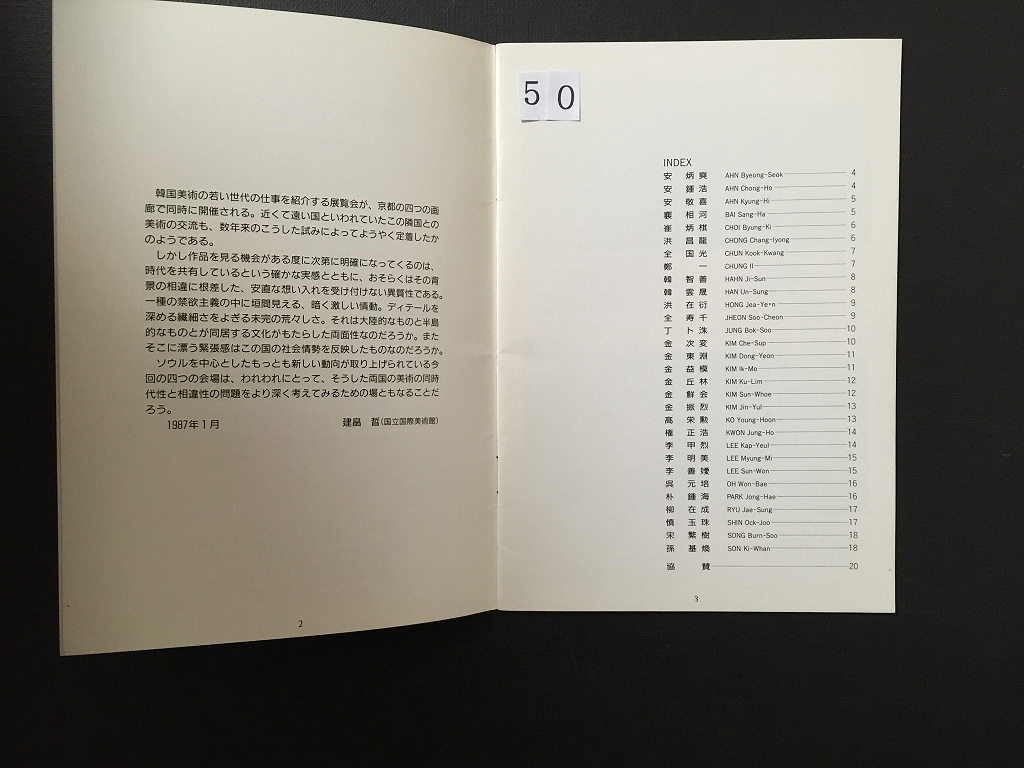 韓国美術の若い世代の仕事を紹介する展覧会が、京都の四つの画
廊で同時に開催される。近くて遠い国といわれていたこの隣国との
美術の交流も、数年来のこうした試みによってようやく定着したか
のようである。
しかし作品を見る機会がある度に次第に明確になってくるのは、
時代を共有しているという確かな実感とともに、おそらくはその背
景の相違に根差した、安直な想い入れを受け付けない異質性である。
一種の禁欲主義の中に垣間見える、暗く激しい情動。ディテールを
深める繊細さをよぎる未完の荒々しさ。それは大陸的なものと半島
的なものとが同居する文化がもたらした両面性なのだろうか。また
そこに漂う緊張感はこの国の社会情勢を反映したものなのだろうか。
ソウルを中心としたもっとも新しい動向が取り上げられている今
回の四つの会場は、われわれにとって、そうした両国の美術の同時
代性と相違性の問題をより深く考えてみるための場ともなることだ
ろう。
1987年1月 建畠 晢(国立国際美術館)
2
50
INDEX
安 炳奭 AHN Byeong-Seok 4
安 鍾浩 AHN Chong-Ho 4
安 敬喜 AHN Kyung-Hi 5
裵 相河 BAI Sang-Ha 5
崔 炳棋 CHOI Byung-Ki 6
洪 昌龍 CHONG Chang-Iyong 6
全 国光 CHUN Kook-Kwang 7
鄭 一 CHUNG Il 7
韓 智善 HAHN Ji-Sun 8
韓 雲晟 HAN Un-Sung 8
洪 在衍 HONG Jea-Ye-n 9
全 寿千 JHEON Soo-Cheon 9
丁 卜洙 JUNG Bok-Soo 10
金 次変 KIM Che-Sup 10
金 東淵 KIM Dong-Yeon 11
金 益模 KIM Ik-Mo 11
金 丘林 KIM Ku-Lim 12
金 鮮会 KIM Sun-Whoe 12
金 振烈 KIM Jin-Yul 13
高 栄勲 KO Young-Hoon 13
権 正浩 KWON Jung-Ho 14
李 甲烈 LEE Kap-Yeul 14
李 明美 LEE Myung-Mi 15
李 善嫒 LEE Sun-Won 15
呉 元培 OH Won-Bae 16
朴 鍾海 PARK Jong-Hae 16
柳 在成 RYU Jae-Sung 17
慎 玉珠 SHIN Ock-Joo 17
宋 繁樹 SONG Burn-Soo 18
孫 基煥 SON Ki-Whan 18
協 賛 20
3